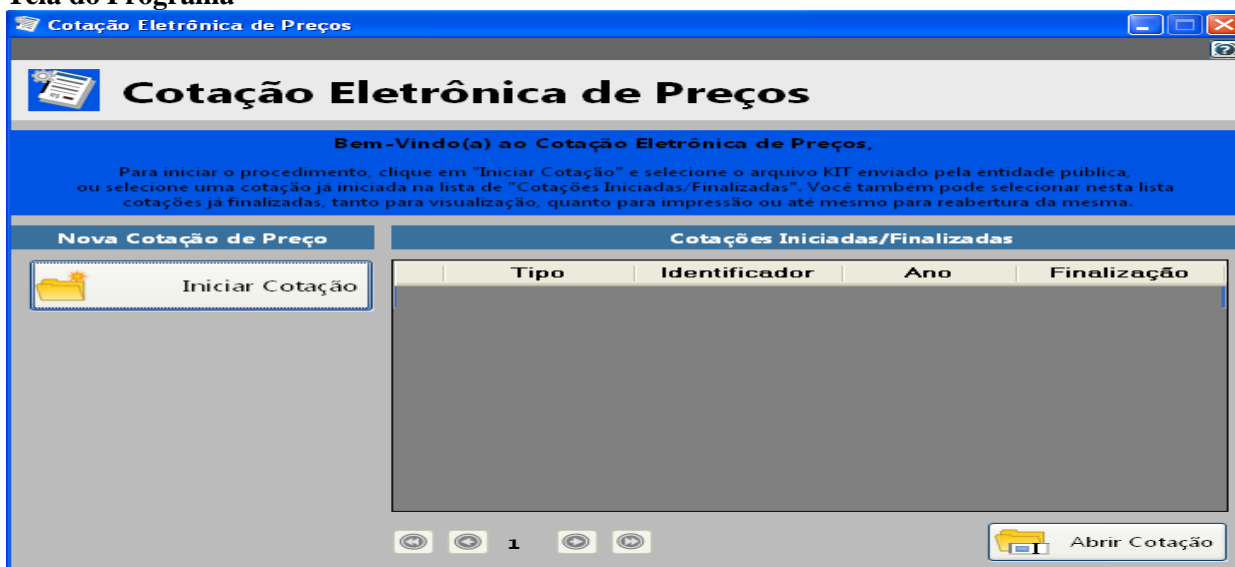 Tela do Programa
Cotação Eletrônica de Preços
Cotação Eletrônica de Preços
Bem-Vindo(a) ao Cotação Eletrônica de Preços,
Para iniciar o procedimento, clique em "Iniciar Cotação" e selecione o arquivo KIT enviado pela entidade pública,
ou selecione uma cotação já iniciada na lista de "Cotações Iniciadas/Finalizadas". Você também pode selecionar nesta lista
cotações já finalizadas, tanto para visualização, quanto para impressão ou até mesmo para reabertura da mesma.
Nova Cotação de Preço
Cotações Iniciadas/Finalizadas
Iniciar Cotação
Tipo Identificador Ano Finalização
1
Abrir Cotação